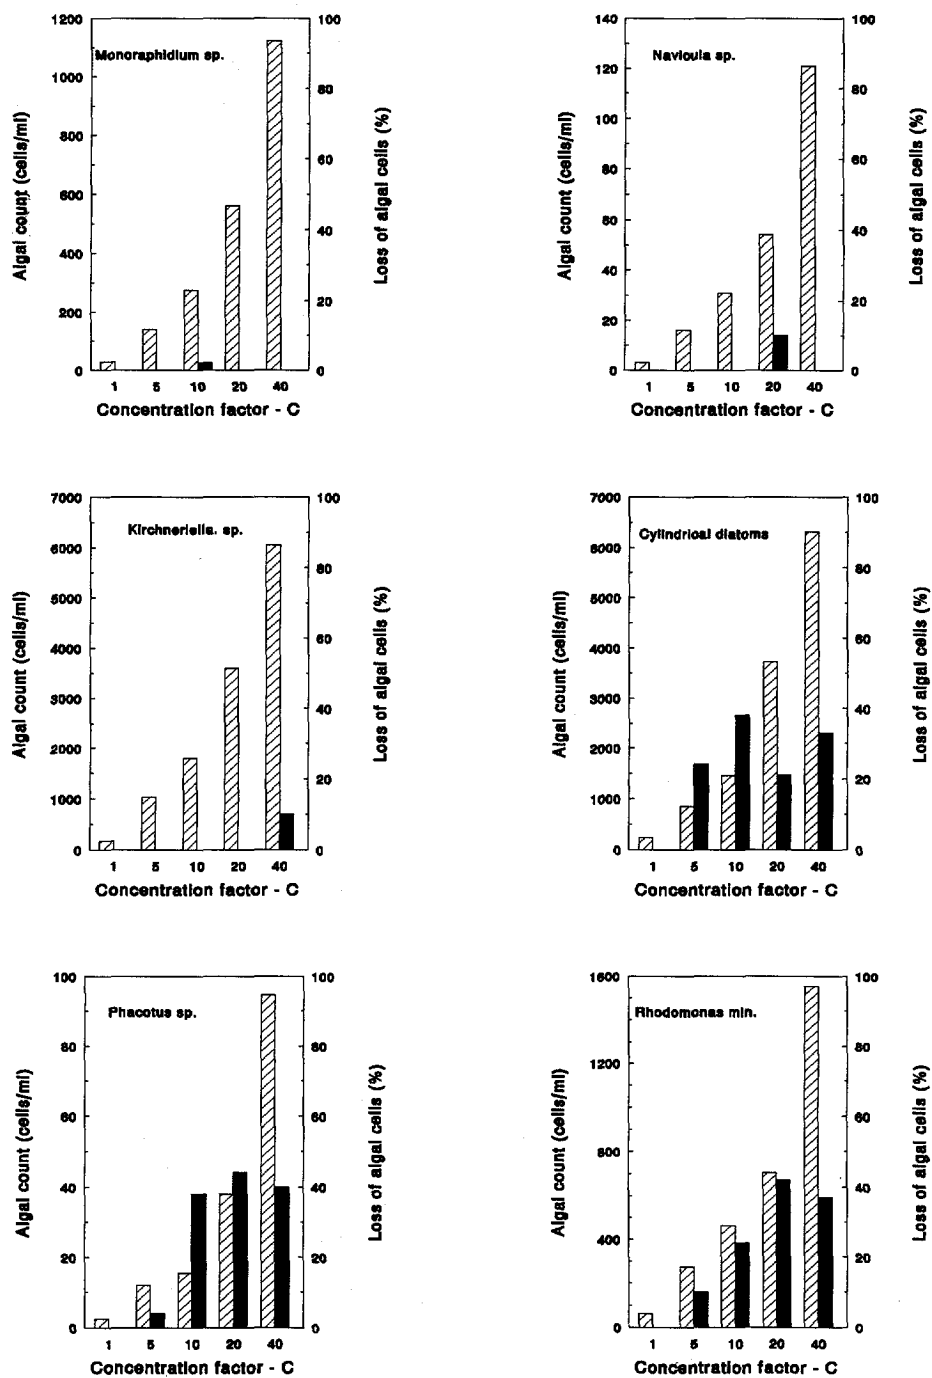 1200
1000
800
600
400
200
0
100
80
60
40
20
0
Monoraphidium sp.
Algal count (cells/ml)
Loss of algal cells (%)
1 5 10 20 40
Concentration factor - C
140
120
100
80
60
40
20
0
100
80
60
40
20
0
Navicula sp.
Algal count (cells/ml)
Loss of algal cells (%)
1 5 10 20 40
Concentration factor - C
7000
6000
5000
4000
3000
2000
1000
0
100
80
60
40
20
0
Kirchneriella. sp.
Algal count (cells/ml)
Loss of algal cells (%)
1 5 10 20 40
Concentration factor - C
7000
6000
5000
4000
3000
2000
1000
0
100
80
60
40
20
0
Cylindrical diatoms
Algal count (cells/ml)
Loss of algal cells (%)
1 5 10 20 40
Concentration factor - C
100
80
60
40
20
0
100
80
60
40
20
0
Phacotus sp.
Algal count (cells/ml)
Loss of algal cells (%)
1 5 10 20 40
Concentration factor - C
1600
1200
800
400
0
100
80
60
40
20
0
Rhodomonas min.
Algal count (cells/ml)
Loss of algal cells (%)
1 5 10 20 40
Concentration factor - C